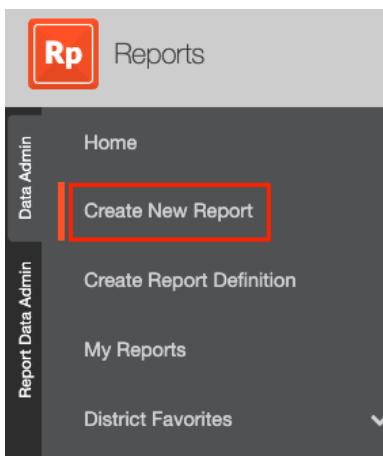 Rp Reports
Data Admin
Report Data Admin
Home
Create New Report
Create Report Definition
My Reports
District Favorites